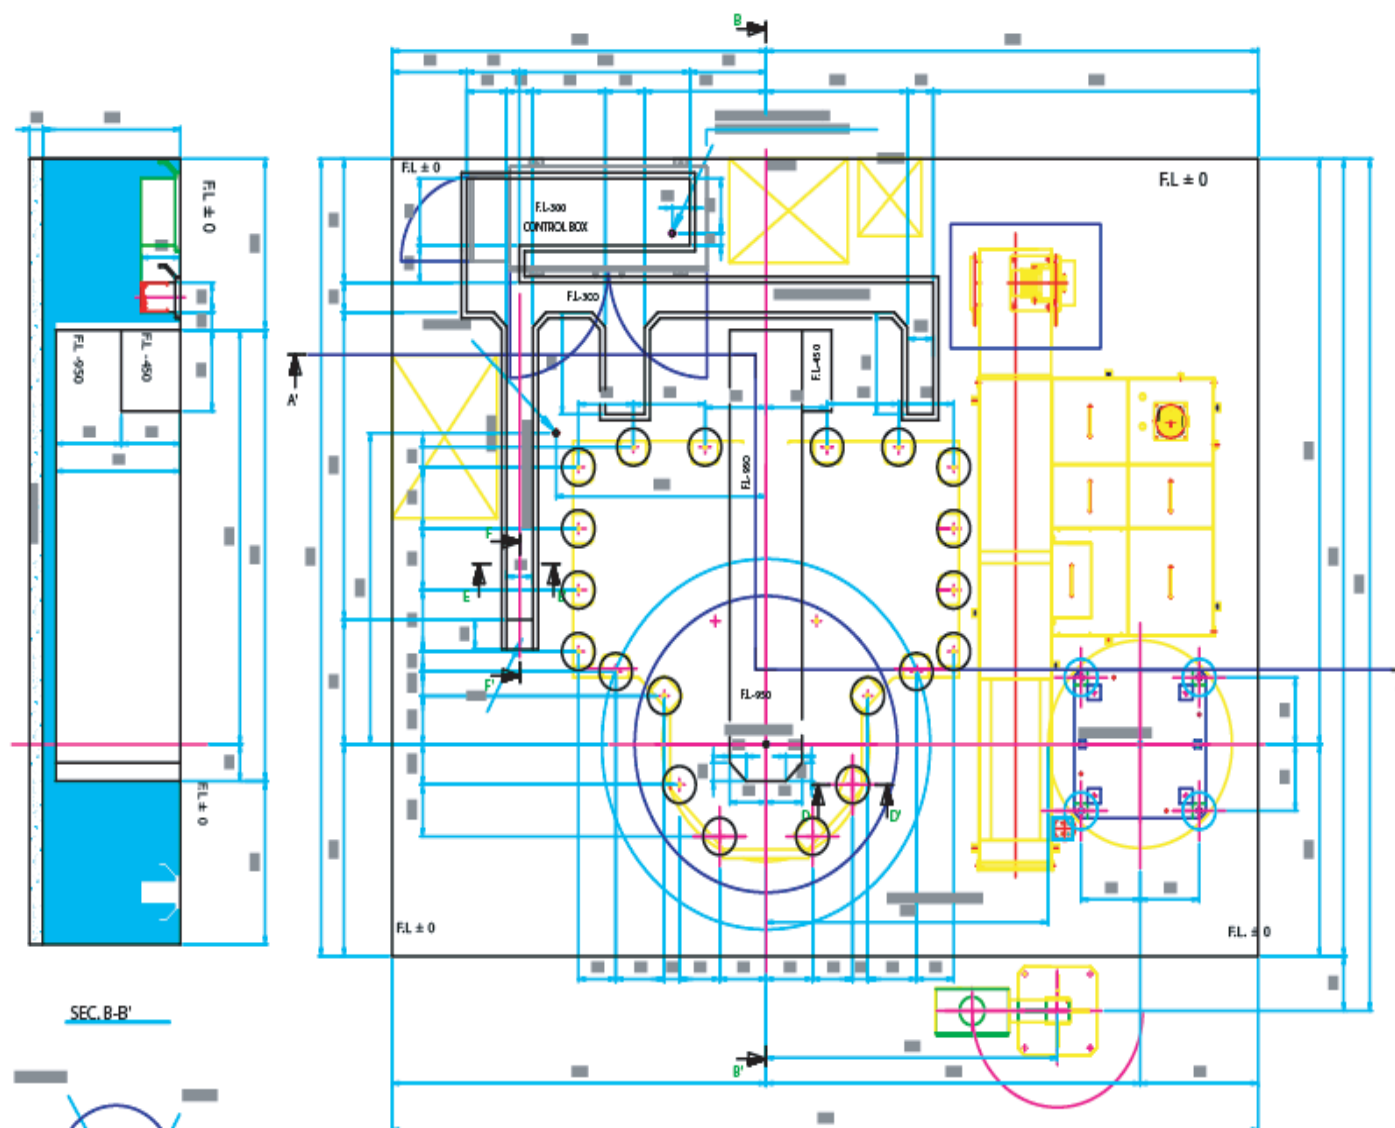 B
F.L ± 0
F.L ± 0
F.L ± 0
F.L-300
CONTROL BOX
F.L-300
F.L -950
F.L -450
F.L-450
A'
F.L-950
F
E
E'
F'
F.L-950
D
D'
F.L ± 0
F.L ± 0
F.L. ± 0
SEC. B-B'
B'